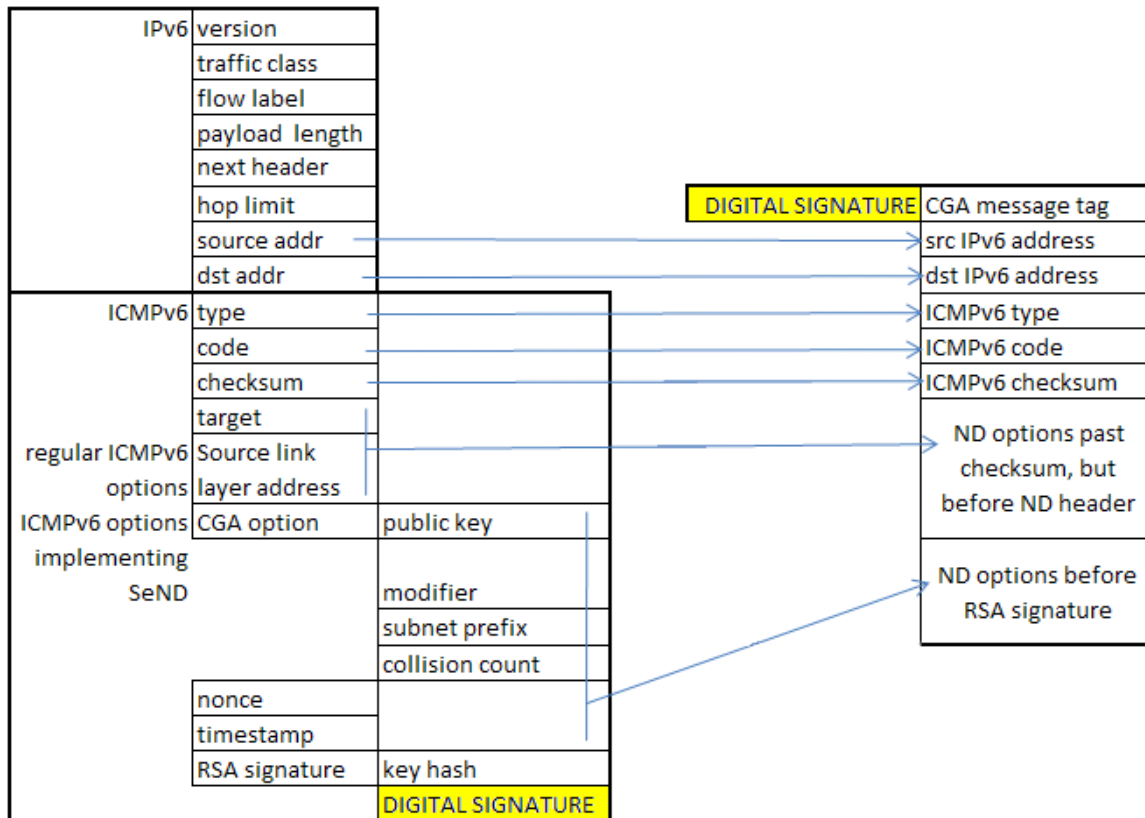 IPv6 version
traffic class
flow label
payload length
next header
hop limit
source addr
dst addr
ICMPv6 type
code
checksum
target
regular ICMPv6 Source link
options layer address
ICMPv6 options CGA option public key
implementing
SeND modifier
subnet prefix
collision count
nonce
timestamp
RSA signature key hash
DIGITAL SIGNATURE
DIGITAL SIGNATURE CGA message tag
src IPv6 address
dst IPv6 address
ICMPv6 type
ICMPv6 code
ICMPv6 checksum
ND options past
checksum, but
before ND header
ND options before
RSA signature